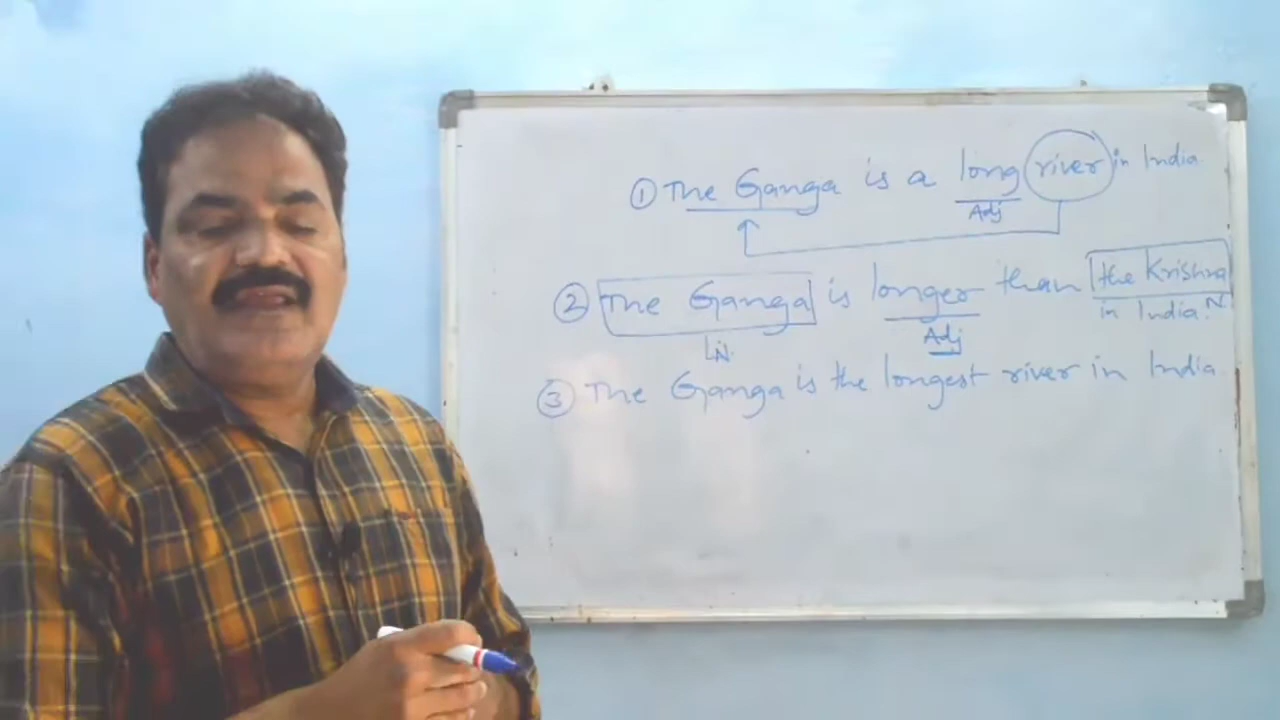 ① The Ganga is a long river in India
Adj
② The Ganga is longer than the Krishna
in India. N
N
Adj
③ The Ganga is the longest river in India